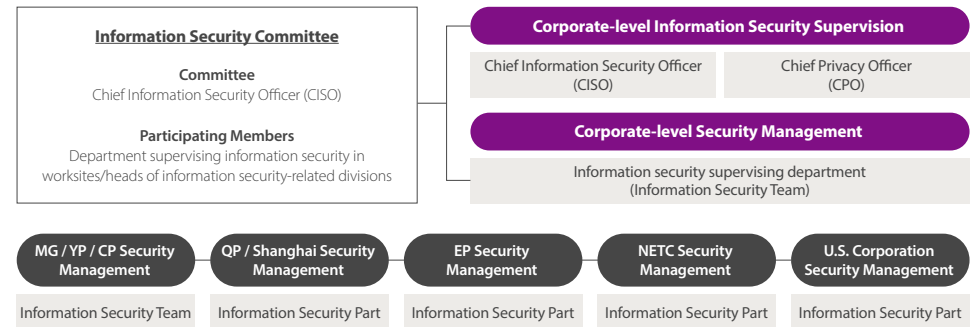 Information Security Committee
Committee
Chief Information Security Officer (CISO)
Participating Members
Department supervising information security in
worksites/heads of information security-related divisions
Corporate-level Information Security Supervision
Chief Information Security Officer
(CISO)
Chief Privacy Officer
(CPO)
Corporate-level Security Management
Information security supervising department
(Information Security Team)
MG / YP / CP Security
Management
Information Security Team
QP / Shanghai Security
Management
Information Security Part
EP Security
Management
Information Security Part
NETC Security
Management
Information Security Part
U.S. Corporation
Security Management
Information Security Part